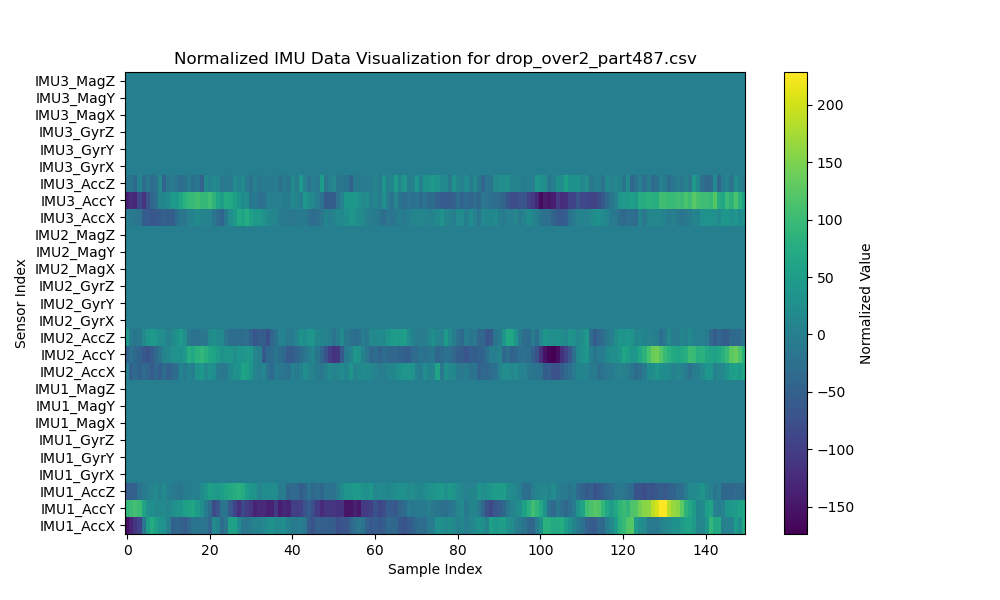 Normalized IMU Data Visualization for drop_over2_part487.csv
IMU3_MagZ
IMU3_MagY
IMU3_MagX
IMU3_GyrZ
IMU3_GyrY
IMU3_GyrX
IMU3_AccZ
IMU3_AccY
IMU3_AccX
IMU2_MagZ
IMU2_MagY
IMU2_MagX
IMU2_GyrZ
IMU2_GyrY
IMU2_GyrX
IMU2_AccZ
IMU2_AccY
IMU2_AccX
IMU1_MagZ
IMU1_MagY
IMU1_MagX
IMU1_GyrZ
IMU1_GyrY
IMU1_GyrX
IMU1_AccZ
IMU1_AccY
IMU1_AccX
Sensor Index
0 20 40 60 80 100 120 140
Sample Index
200
150
100
50
0
−50
−100
−150
Normalized Value